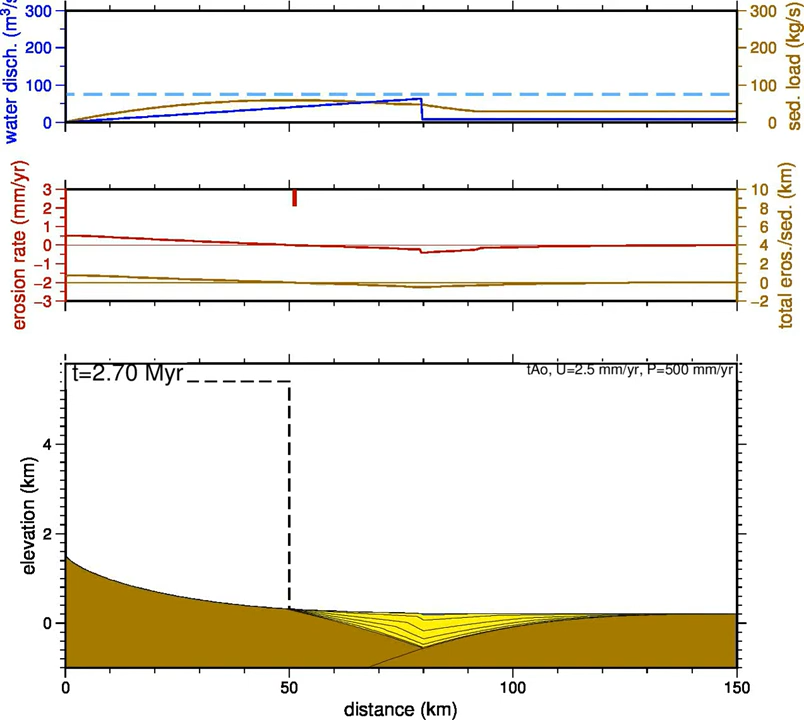 water disch. (m³/s
300
200
100
0
300
200
100
0
sed. load (kg/s)
erosion rate (mm/yr)
3
2
1
0
−1
−2
−3
10
8
6
4
2
0
−2
total eros./sed. (km)
t=2.70 Myr
tAo, U=2.5 mm/yr, P=500 mm/yr
elevation (km)
4
2
0
0 50 100 150
distance (km)